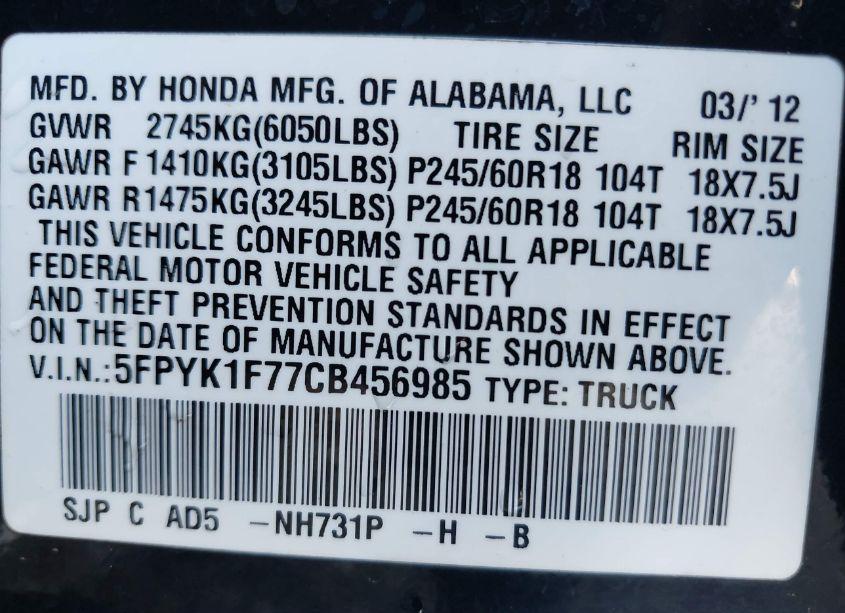 MFD. BY HONDA MFG. OF ALABAMA, LLC 03/' 12
GVWR 2745KG(6050LBS) TIRE SIZE RIM SIZE
GAWR F1410KG(3105LBS) P245/60R18 104T 18X7.5J
GAWR R1475KG(3245LBS) P245/60R18 104T 18X7.5J
THIS VEHICLE CONFORMS TO ALL APPLICABLE
FEDERAL MOTOR VEHICLE SAFETY
AND THEFT PREVENTION STANDARDS IN EFFECT
ON THE DATE OF MANUFACTURE SHOWN ABOVE.
V.I.N.:5FPYK1F77CB456985 TYPE: TRUCK
SJP C AD5 -NH731P -H -B